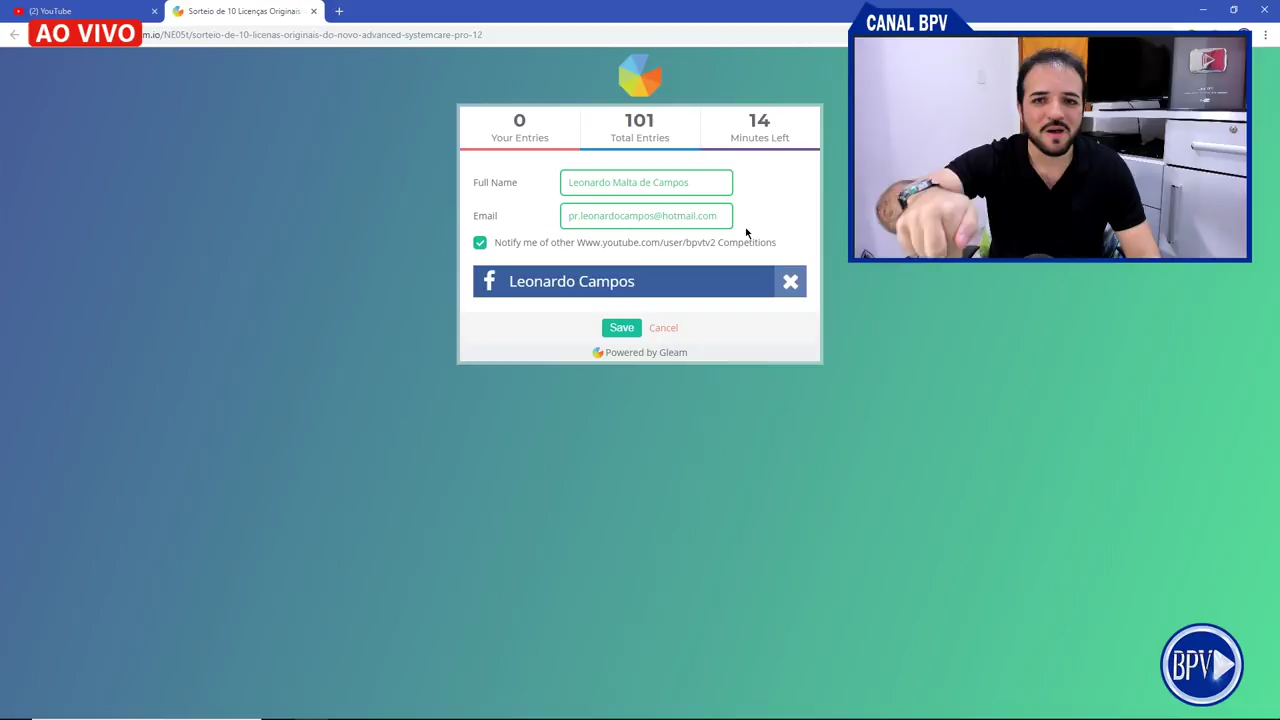 (2) YouTube
Sorteio de 10 Licenças Originais
AO VIVO
m.io/NE05t/sorteio-de-10-licenas-originais-do-novo-advanced-systemcare-pro-12
CANAL BPV
0
Your Entries
101
Total Entries
14
Minutes Left
Full Name
Leonardo Malta de Campos
Email
pr.leonardocampos@hotmail.com
Notify me of other Www.youtube.com/user/bpvtv2 Competitions
Leonardo Campos
Save
Cancel
Powered by Gleam
BPV